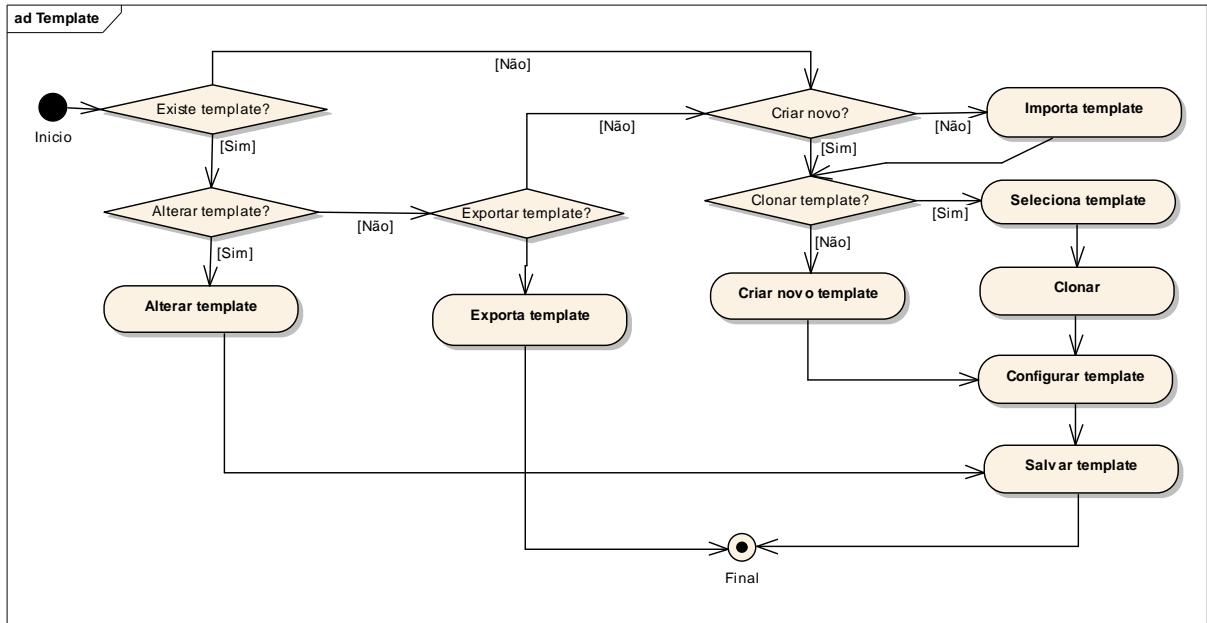 ad Template
[Não]
Existe template?
Inicio
[Sim]
Criar novo?
[Não]
Importa template
[Não]
[Sim]
Alterar template?
[Não]
Exportar template?
Clonar template?
[Sim]
Seleciona template
[Sim]
[Não]
Alterar template
Exporta template
Criar novo template
Clonar
Configurar template
Salvar template
Final